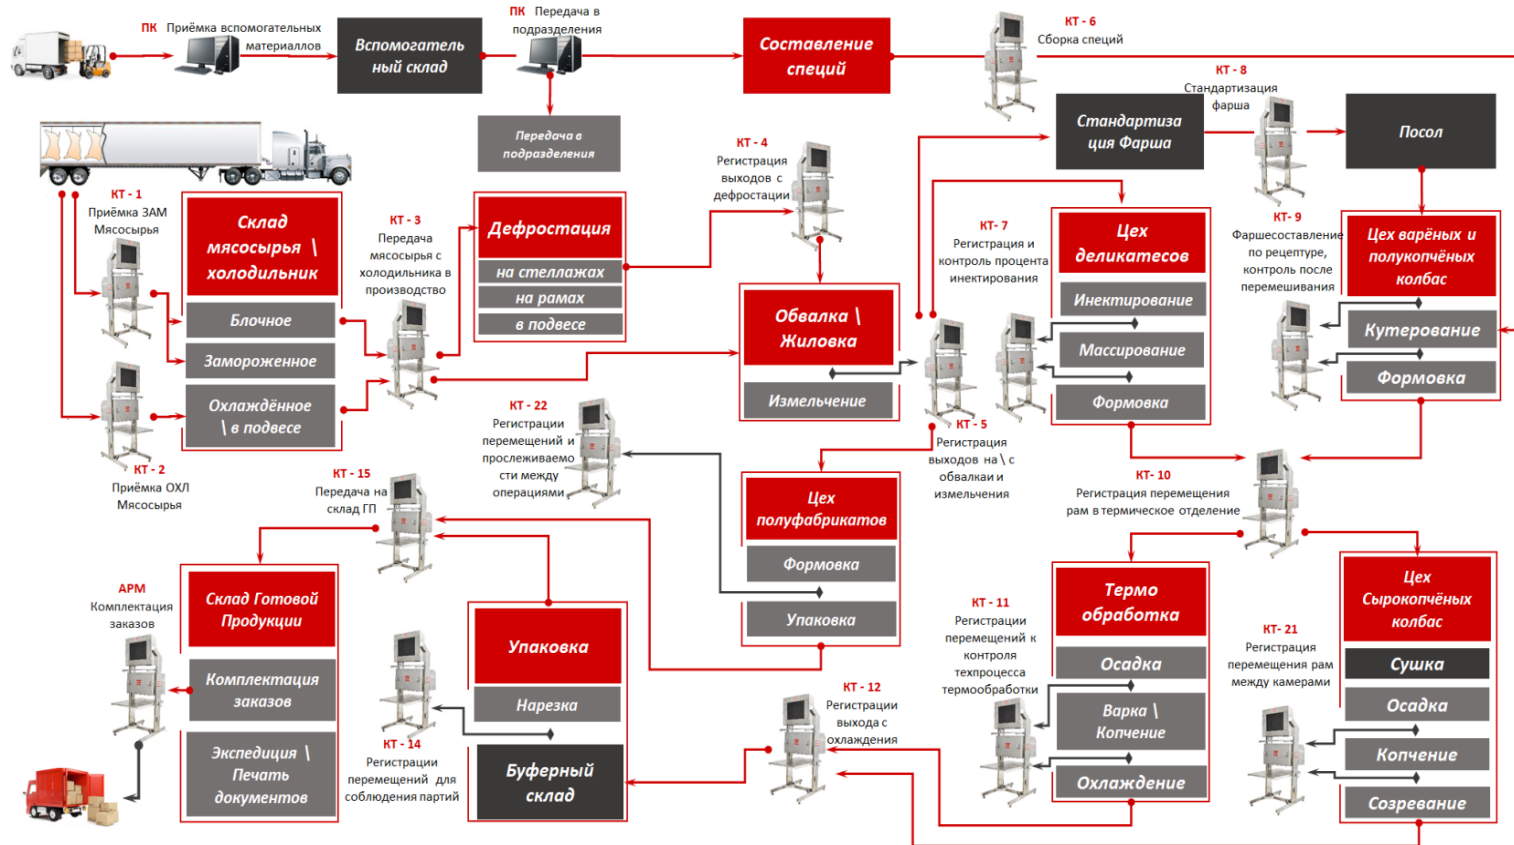 ПК Приёмка вспомогательных
материаллов
Вспомогатель
ный склад
ПК Передача в
подразделения
Передача в
подразделения
Составление
специй
КТ - 6
Сборка специй
КТ - 8
Стандартизация
фарша
Стандартиза
ция Фарша
Посол
КТ - 1
Приёмка ЗАМ
Мясосырья
Склад
мясосырья \
холодильник
Блочное
Замороженное
Охлаждённое
\ в подвесе
КТ - 2
Приёмка ОХЛ
Мясосырья
КТ - 3
Передача
мясосырья с
холодильника в
производство
Дефростация
на стеллажах
на рамах
в подвесе
КТ - 4
Регистрация
выходов с
дефростации
Обвалка \
Жиловка
Измельчение
КТ - 5
Регистрация
выходов на \ с
обвалкаи и
измельчения
КТ- 7
Регистрация и
контроль процента
инектирования
Цех
деликатесов
Инектирование
Массирование
Формовка
КТ- 9
Фаршесоставление
по рецептуре,
контроль после
перемешивания
Цех варёных и
полукопчёных
колбас
Кутерование
Формовка
КТ- 10
Регистрация перемещения
рам в термическое отделение
КТ - 22
Регистрации
перемещений и
прослеживаемо
сти между
операциями
Цех
полуфабрикатов
Формовка
Упаковка
КТ - 15
Передача на
склад ГП
Склад Готовой
Продукции
Комплектация
заказов
Экспедиция \
Печать
документов
АРМ
Комплектация
заказов
Упаковка
Нарезка
Буферный
склад
КТ - 14
Регистрации
перемещений для
соблюдения партий
КТ - 12
Регистрации
выхода с
охлаждения
КТ - 11
Регистрации
перемещений к
контроля
техпроцесса
термообработки
Термо
обработка
Осадка
Варка \
Копчение
Охлаждение
КТ- 21
Регистрация
перемещения рам
между камерами
Цех
Сырокопчёных
колбас
Сушка
Осадка
Копчение
Созревание